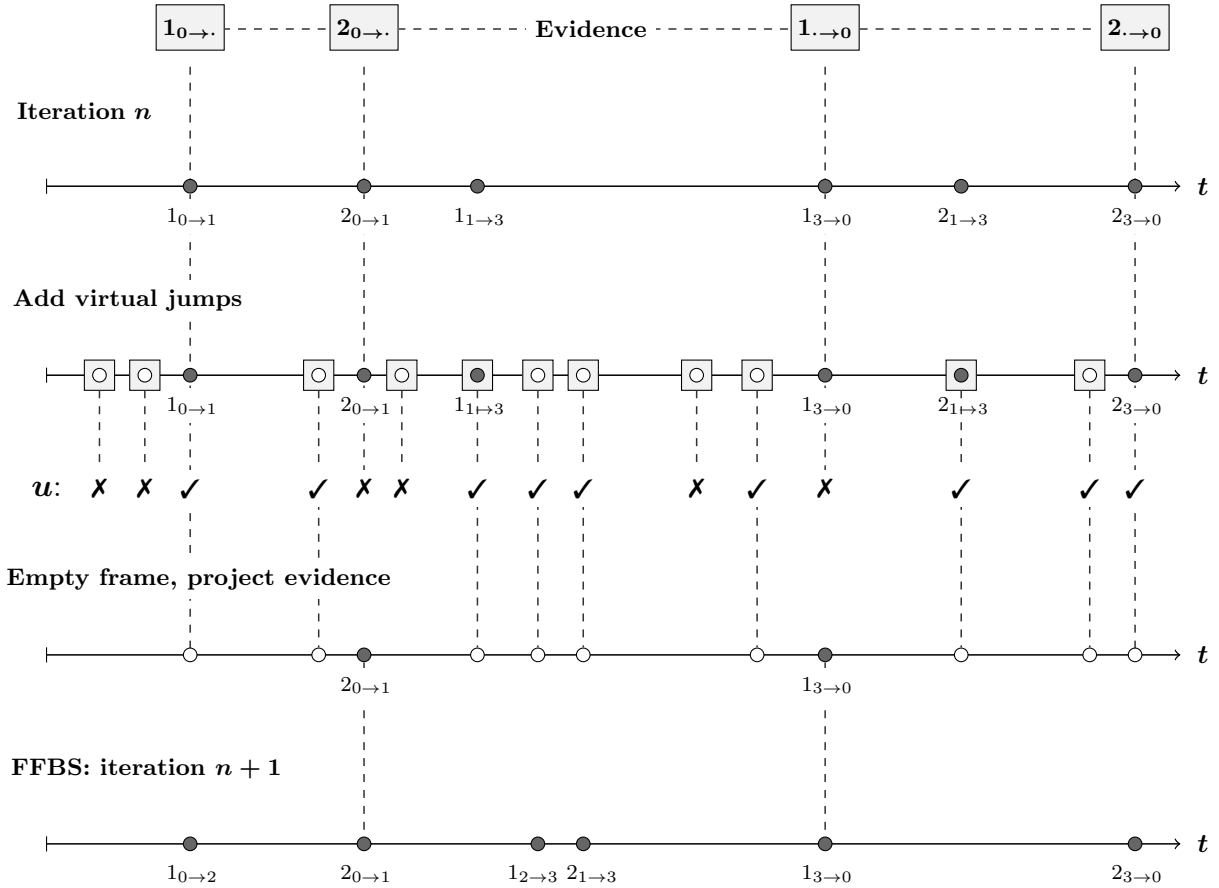 1₀→. 2₀→. Evidence 1.→₀ 2.→₀
Iteration n
t
1₀→₁ 2₀→₁ 1₁→₃ 1₃→₀ 2₁→₃ 2₃→₀
Add virtual jumps
t
1₀→₁ 2₀→₁ 1₁→₃ 1₃→₀ 2₁→₃ 2₃→₀
u: ✗ ✗ ✓ ✓ ✗ ✗ ✓ ✓ ✓ ✗ ✓ ✗ ✓ ✓ ✓
Empty frame, project evidence
t
2₀→₁ 1₃→₀
FFBS: iteration n + 1
t
1₀→₂ 2₀→₁ 1₂→₃ 2₁→₃ 1₃→₀ 2₃→₀